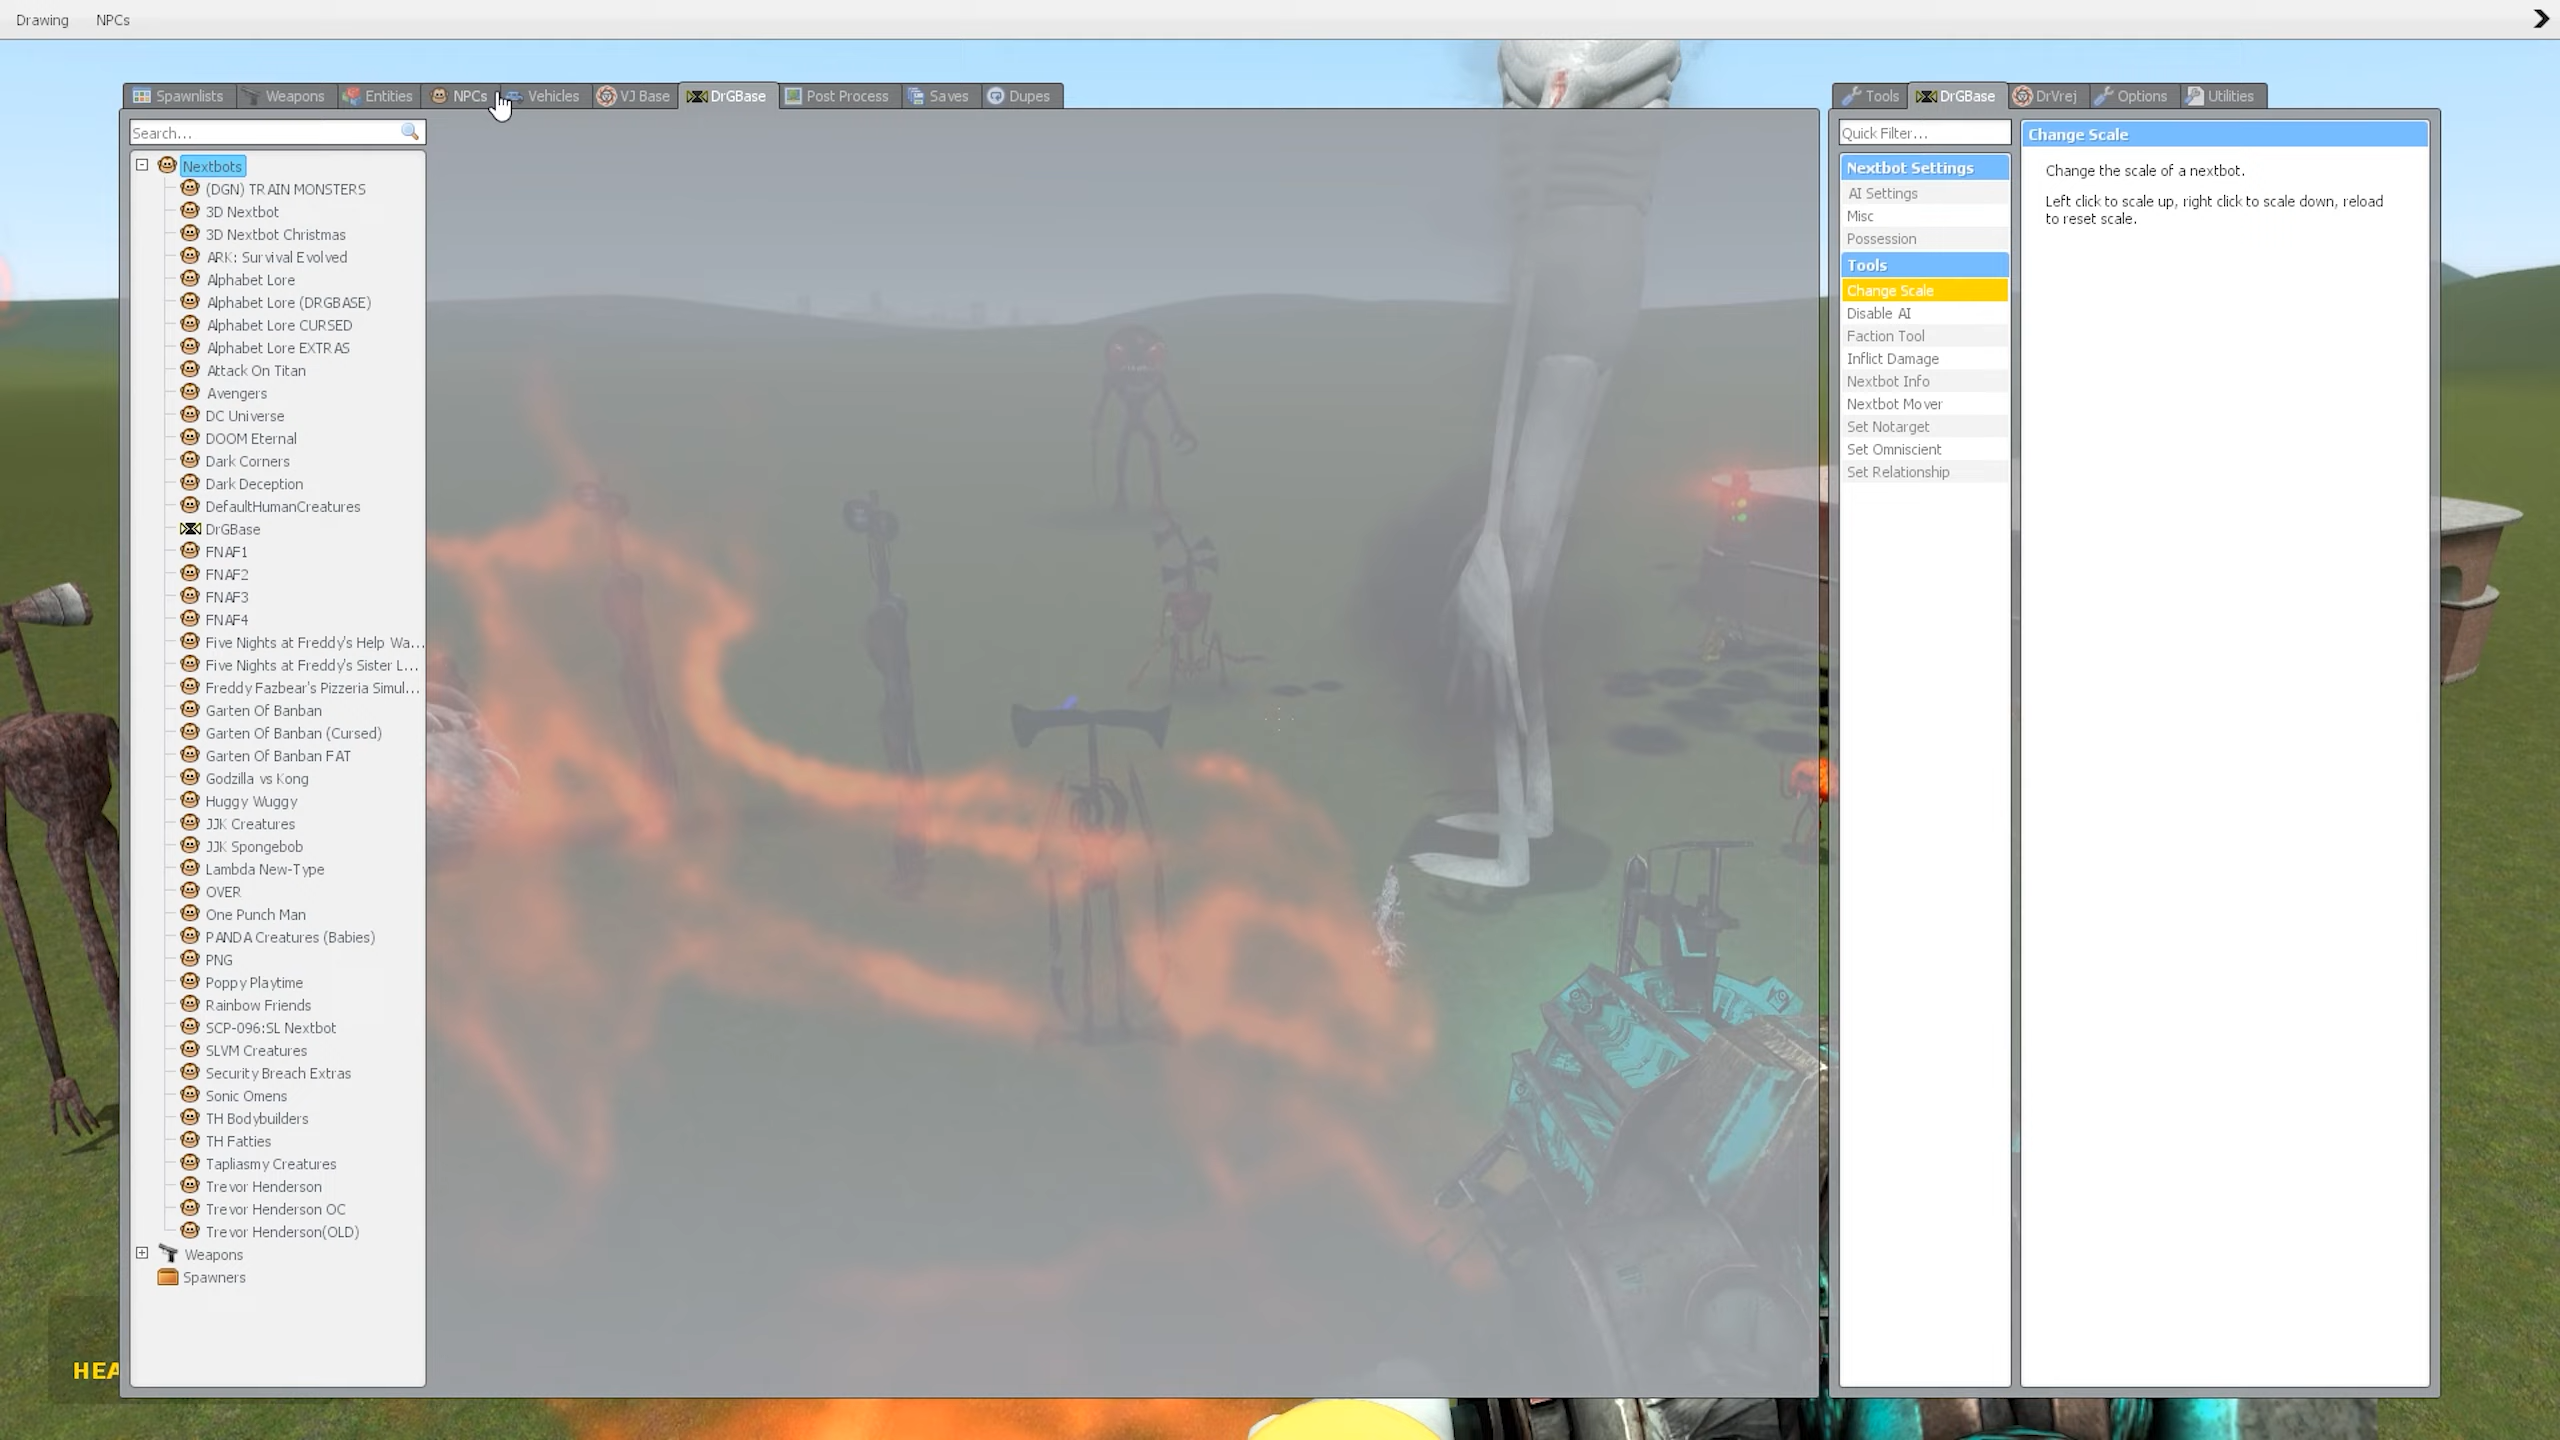 Drawing NPCs
Spawnlists Weapons Entities NPCs Vehicles VJ Base DrGBase Post Process Saves Dupes
Search...
Nextbots
(DGN) TRAIN MONSTERS
3D Nextbot
3D Nextbot Christmas
ARK: Survival Evolved
Alphabet Lore
Alphabet Lore (DRGBASE)
Alphabet Lore CURSED
Alphabet Lore EXTRAS
Attack On Titan
Avengers
DC Universe
DOOM Eternal
Dark Corners
Dark Deception
DefaultHumanCreatures
DrGBase
FNAF1
FNAF2
FNAF3
FNAF4
Five Nights at Freddy's Help Wa...
Five Nights at Freddy's Sister L...
Freddy Fazbear's Pizzeria Simul...
Garten Of Banban
Garten Of Banban (Cursed)
Garten Of Banban FAT
Godzilla vs Kong
Huggy Wuggy
JJK Creatures
JJK Spongebob
Lambda New-Type
OVER
One Punch Man
PANDA Creatures (Babies)
PNG
Poppy Playtime
Rainbow Friends
SCP-096:SL Nextbot
SLVM Creatures
Security Breach Extras
Sonic Omens
TH Bodybuilders
TH Fatties
Tapliasmy Creatures
Trevor Henderson
Trevor Henderson OC
Trevor Henderson(OLD)
Weapons
Spawners
HEA
Tools DrGBase DrVrej Options Utilities
Quick Filter...
Nextbot Settings
AI Settings
Misc
Possession
Tools
Change Scale
Disable AI
Faction Tool
Inflict Damage
Nextbot Info
Nextbot Mover
Set Notarget
Set Omniscient
Set Relationship
Change Scale
Change the scale of a nextbot.
Left click to scale up, right click to scale down, reload
to reset scale.